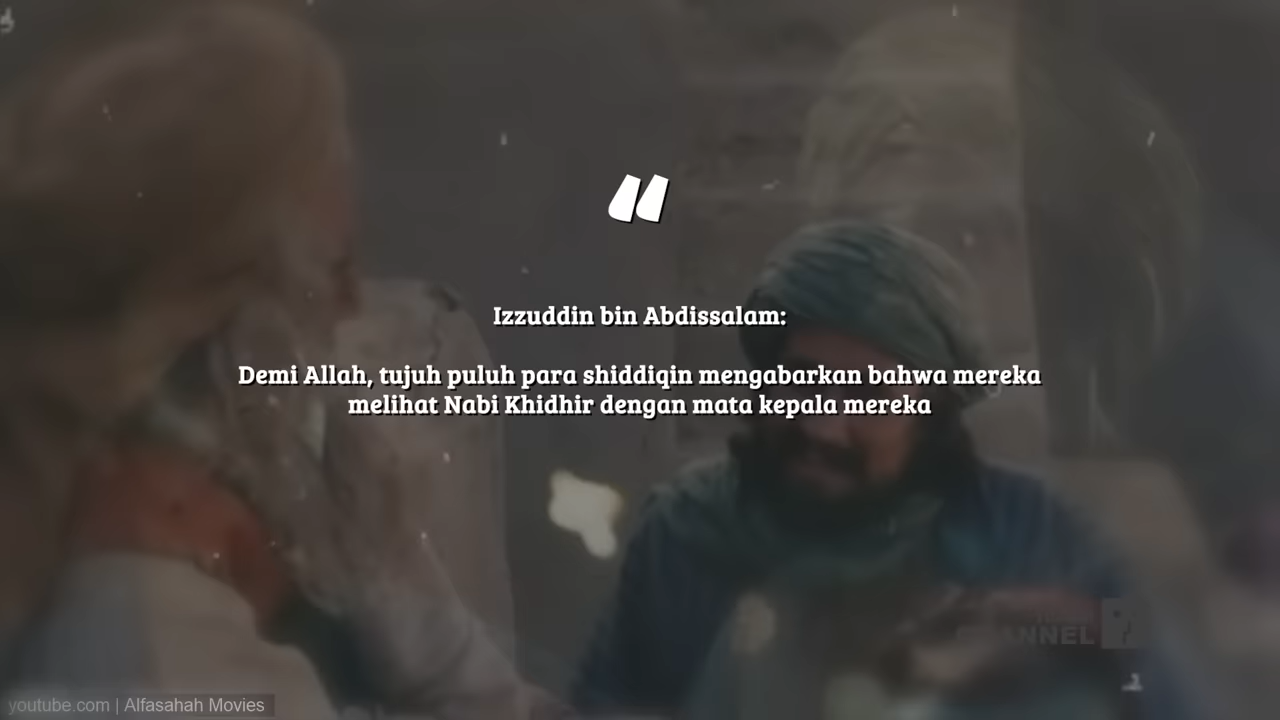 Izzuddin bin Abdissalam:
Demi Allah, tujuh puluh para shiddiqin mengabarkan bahwa mereka
melihat Nabi Khidhir dengan mata kepala mereka
CHANNEL
youtube.com | Alfasahah Movies